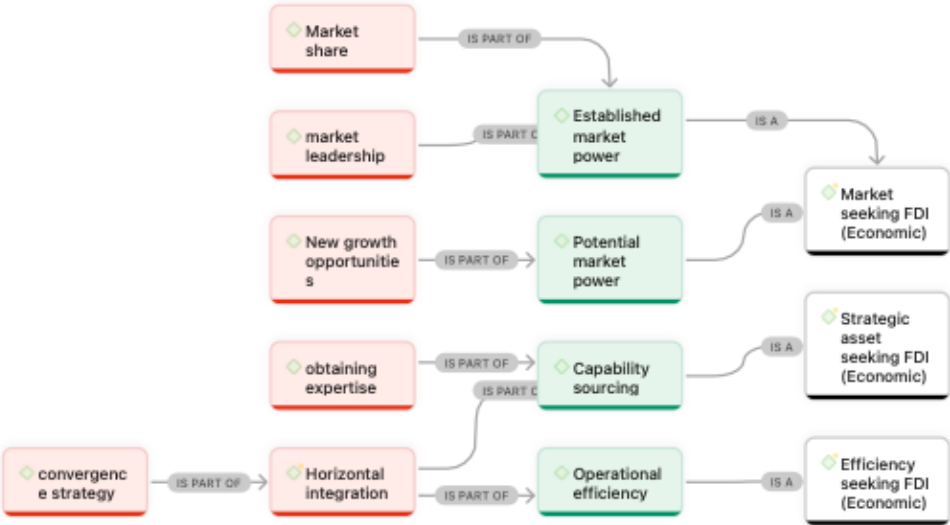 Market
share
IS PART OF
market
leadership
IS PART O
Established
market
power
IS A
Market
seeking FDI
(Economic)
New growth
opportunitie
s
IS PART OF
Potential
market
power
IS A
obtaining
expertise
IS PART OF
IS PART O
Capability
sourcing
IS A
Strategic
asset
seeking FDI
(Economic)
convergenc
e strategy
IS PART OF
Horizontal
integration
IS PART OF
Operational
efficiency
IS A
Efficiency
seeking FDI
(Economic)